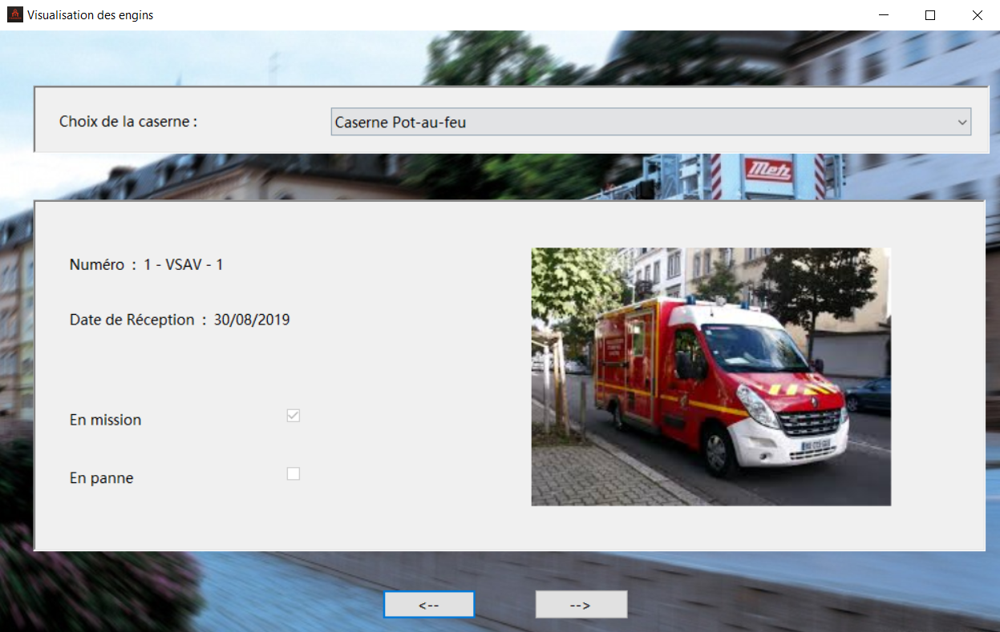 Visualisation des engins
Choix de la caserne :
Caserne Pot-au-feu
Metz
Numéro : 1 - VSAV - 1
Date de Réception : 30/08/2019
En mission
En panne
<--
-->